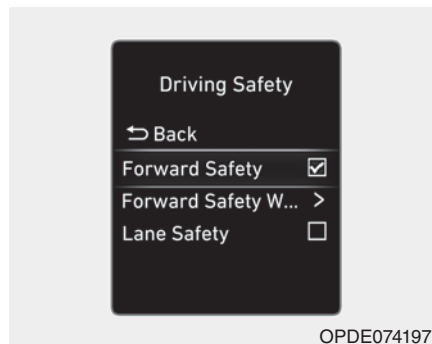 Driving Safety
Back
Forward Safety
Forward Safety W...
Lane Safety
OPDE074197